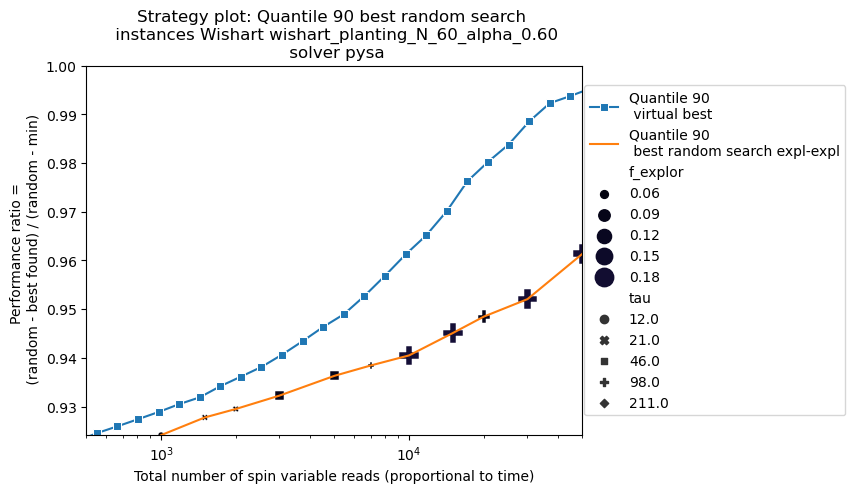 Strategy plot: Quantile 90 best random search
instances Wishart wishart_planting_N_60_alpha_0.60
solver pysa
1.00
0.99
0.98
0.97
0.96
0.95
0.94
0.93
Performance ratio =
(random - best found) / (random - min)
10^3
10^4
Total number of spin variable reads (proportional to time)
Quantile 90
virtual best
Quantile 90
best random search expl-expl
f_explor
0.06
0.09
0.12
0.15
0.18
tau
12.0
21.0
46.0
98.0
211.0